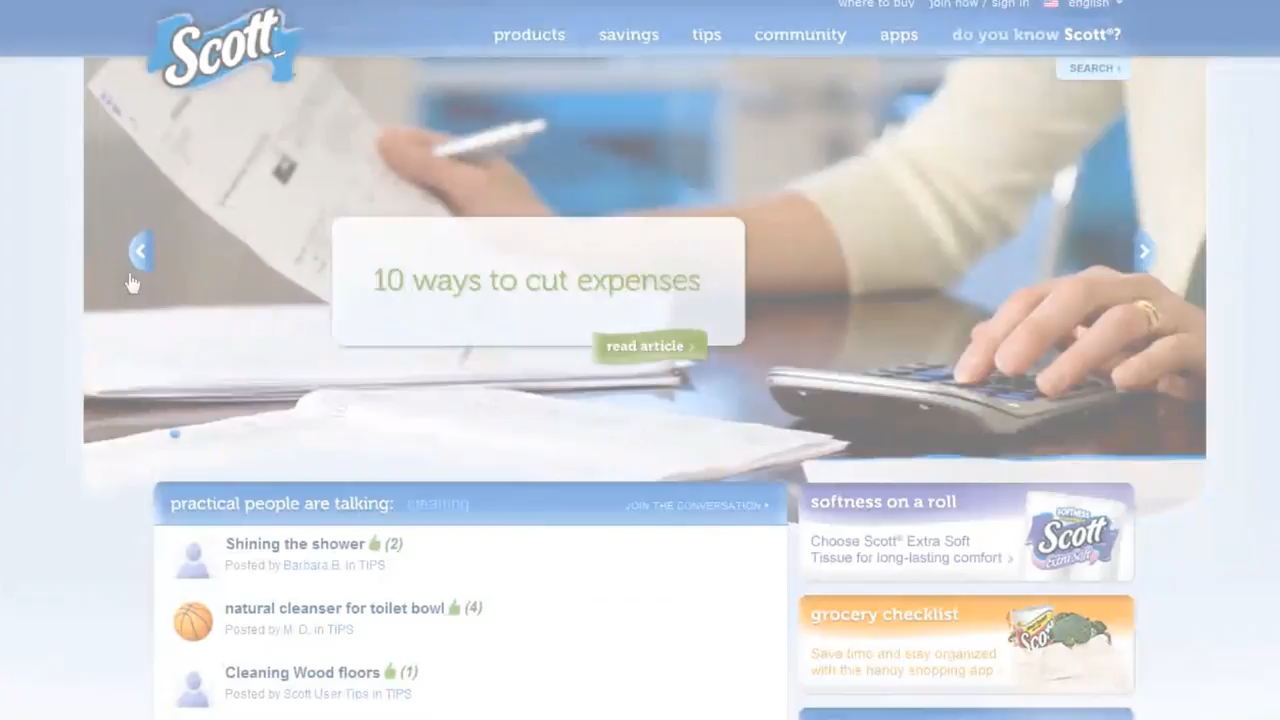 where to buy join now / sign in english
Scott
products savings tips community apps do you know Scott®?
SEARCH ›
10 ways to cut expenses
read article ›
practical people are talking: cleaning JOIN THE CONVERSATION
Shining the shower (2)
Posted by Barbara B. in TIPS
natural cleanser for toilet bowl (4)
Posted by M. D. in TIPS
Cleaning Wood floors (1)
Posted by Scott User Tips in TIPS
softness on a roll
Choose Scott® Extra Soft
Tissue for long-lasting comfort ›
SOFTNESS
Scott
extra Soft
grocery checklist
Save time and stay organized
with this handy shopping app ›
Scott